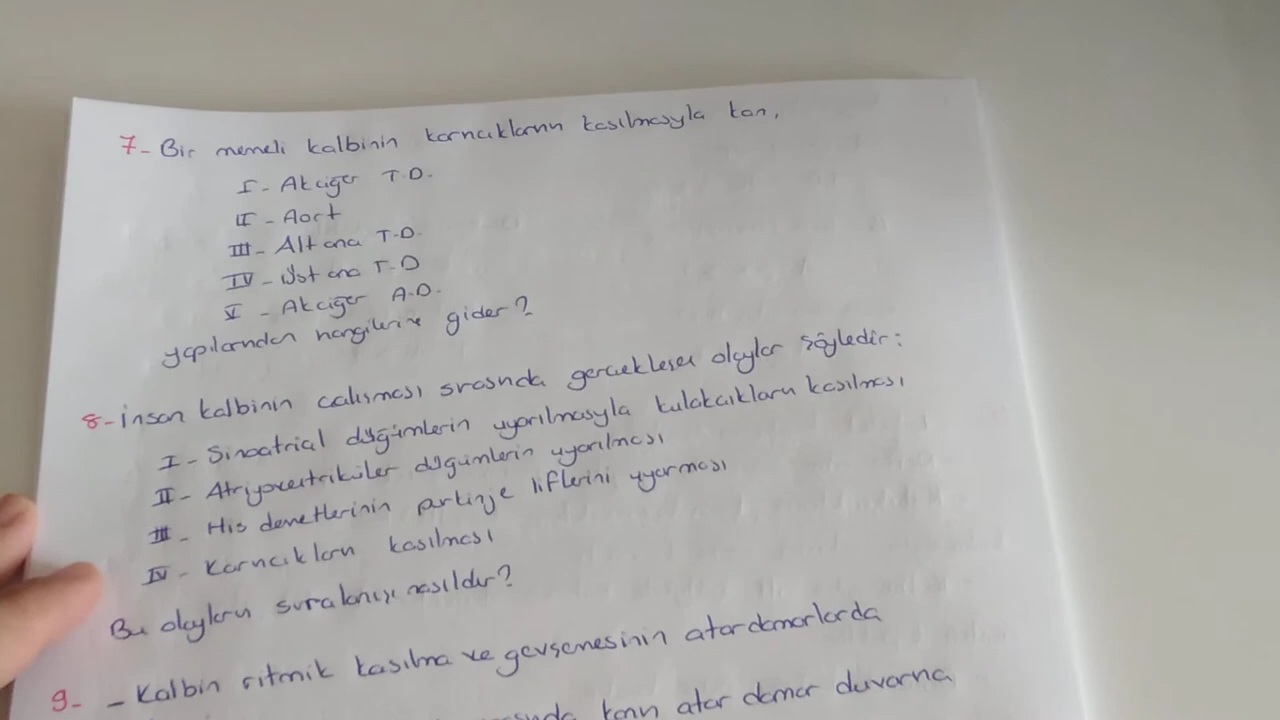 7- Bir memeli kalbinin karıncıklarının kasılmasıyla kan,
I - Akciğer T.D.
II - Aort
III - Alt ana T.D.
IV - Üst ana T.D
V - Akciğer A.D.
yapılarından hangilerine gider?
8- İnsan kalbinin çalışması sırasında gerçekleşen olaylar şöyledir:
I - Sinoatrial düğümlerin uyarılmasıyla kulakçıkların kasılması
II - Atriyoventriküler düğümlerin uyarılması
III - His demetlerinin purkinje liflerini uyarması
IV - Karıncıkların kasılması
Bu olayların sıralanışı nasıldır?
9- - Kalbin ritmik kasılma ve gevşemesinin atardamarlarda
kanın atar damar duvarına